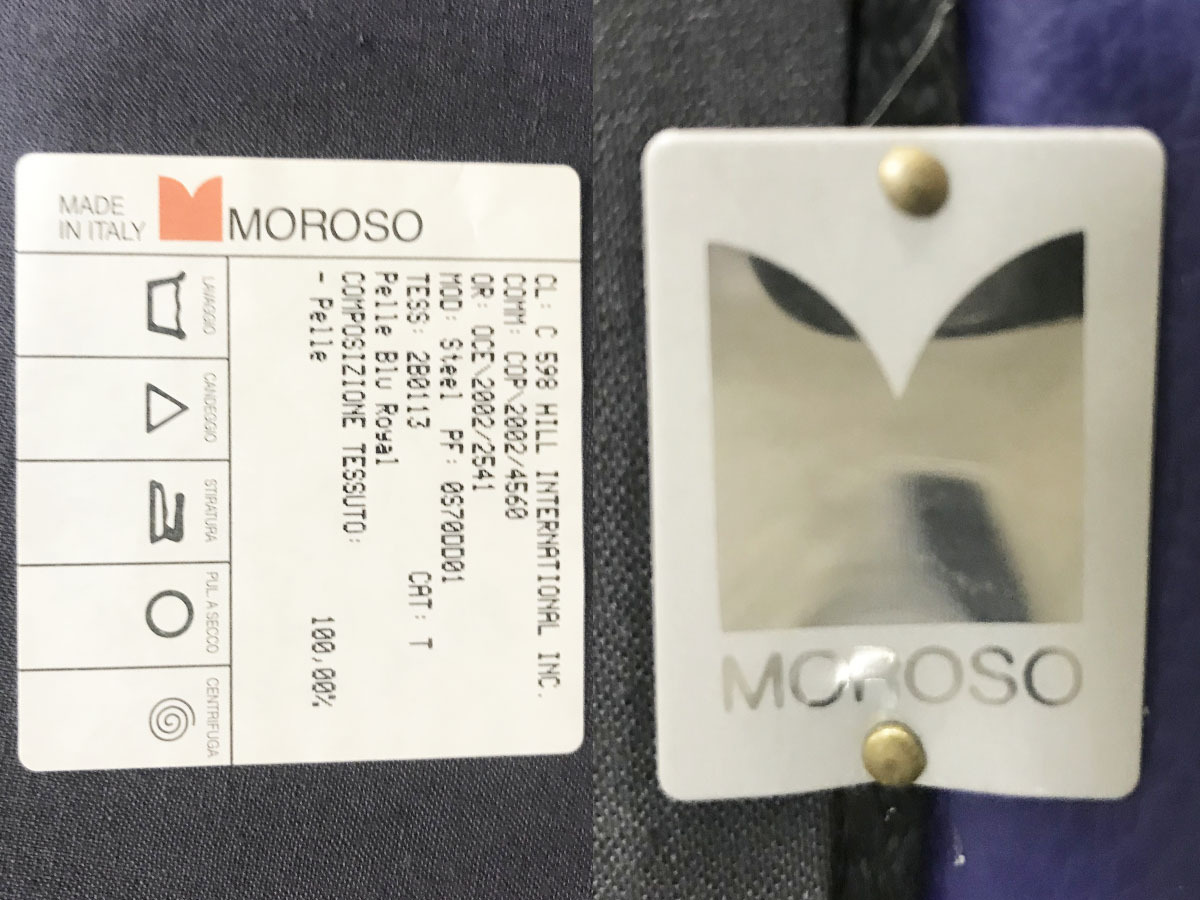 MADE
IN ITALY
MOROSO
CL: C 598 HILL INTERNATIONAL INC.
COMM: COP\2002/4560
OR: OCE\2002/2541
MOD: Steel PF: 0S70DD01
TESS: 2B0113 CAT: T
Pelle Blu Royal
COMPOSIZIONE TESSUTO:
- Pelle 100,00%
LAVAGGIO
CANDEGGIO
STIRATURA
PUL. A SECCO
CENTRIFUGA
MOROSO